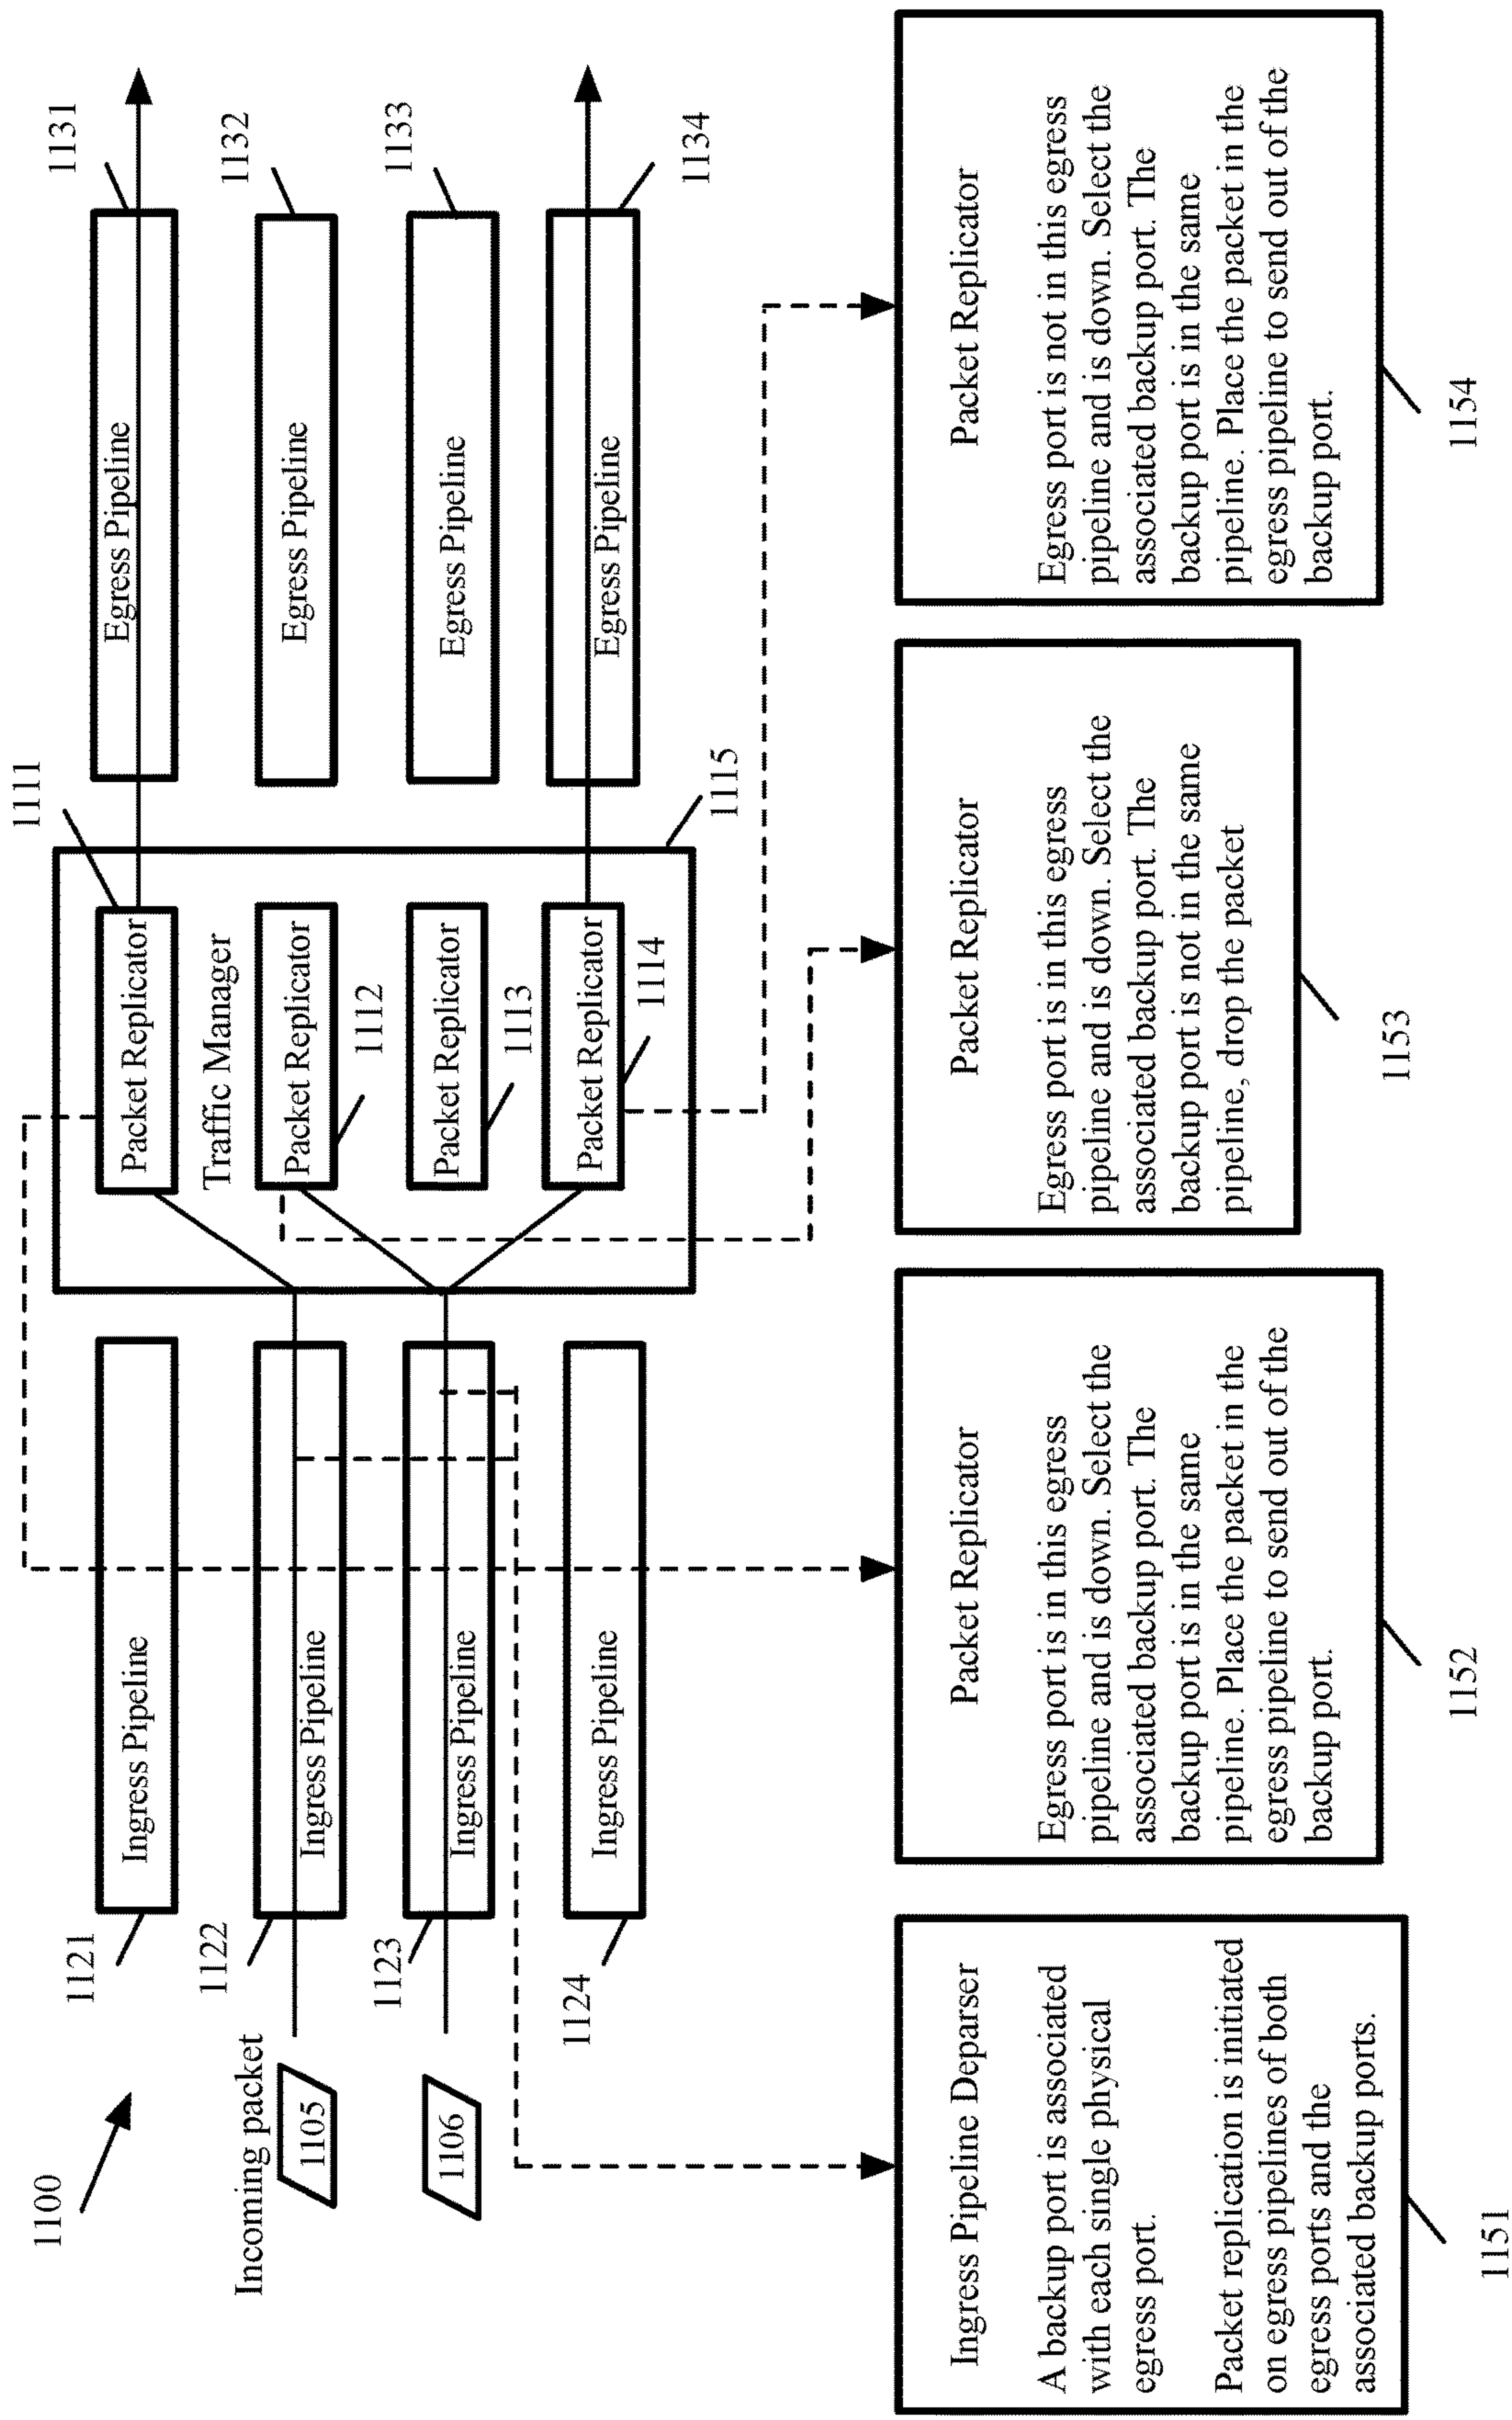 1100
Incoming packet
1105
1106
1121
Ingress Pipeline
1122
Ingress Pipeline
1123
Ingress Pipeline
1124
Ingress Pipeline
1111
Packet Replicator
Traffic Manager
Packet Replicator
1112
Packet Replicator
1113
Packet Replicator
1114
1115
1131
Egress Pipeline
1132
Egress Pipeline
1133
Egress Pipeline
1134
Egress Pipeline
Ingress Pipeline Deparser
A backup port is associated
with each single physical
egress port.
Packet replication is initiated
on egress pipelines of both
egress ports and the
associated backup ports.
1151
Packet Replicator
Egress port is in this egress
pipeline and is down. Select the
associated backup port. The
backup port is in the same
pipeline. Place the packet in the
egress pipeline to send out of the
backup port.
1152
Packet Replicator
Egress port is in this egress
pipeline and is down. Select the
associated backup port. The
backup port is not in the same
pipeline, drop the packet
1153
Packet Replicator
Egress port is not in this egress
pipeline and is down. Select the
associated backup port. The
backup port is in the same
pipeline. Place the packet in the
egress pipeline to send out of the
backup port.
1154